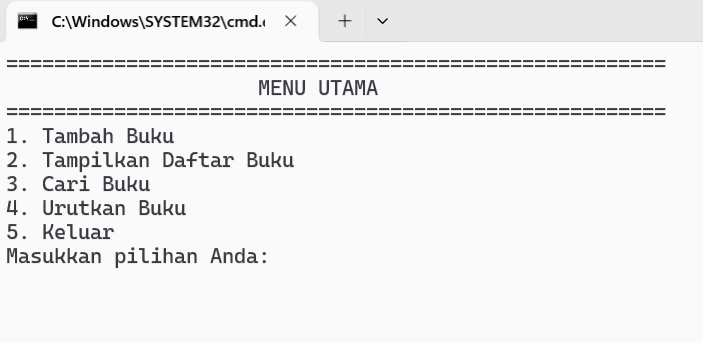 C:\Windows\SYSTEM32\cmd.e
=======================================================
MENU UTAMA
=======================================================
1. Tambah Buku
2. Tampilkan Daftar Buku
3. Cari Buku
4. Urutkan Buku
5. Keluar
Masukkan pilihan Anda: